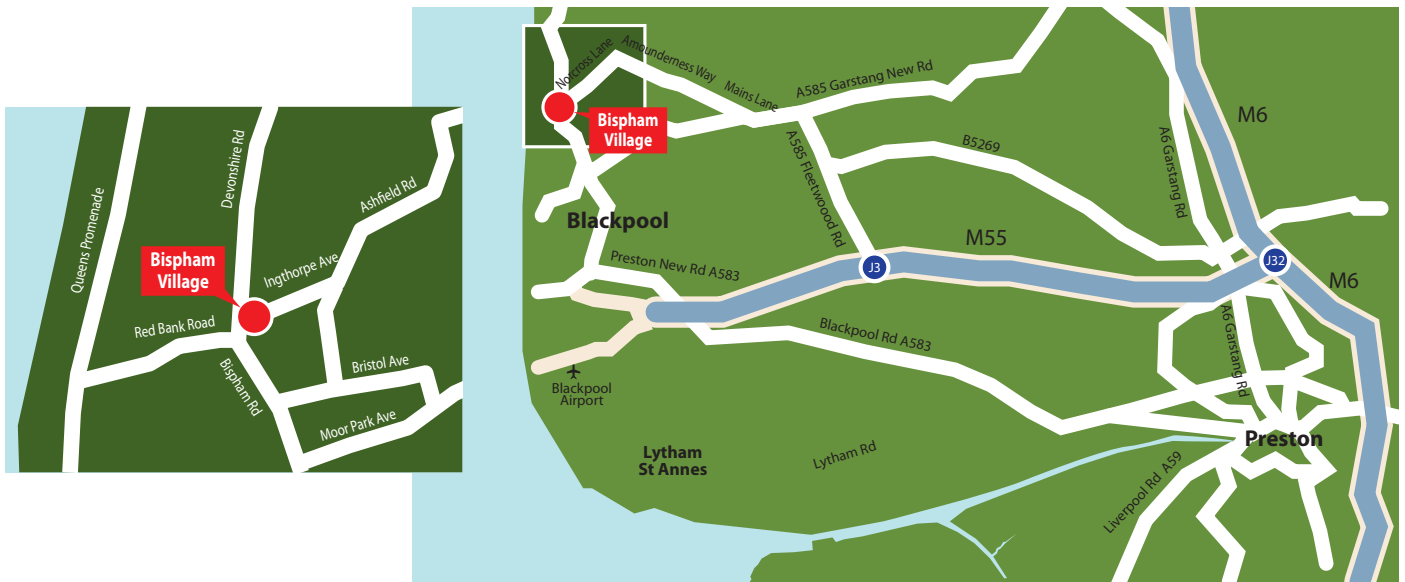 Queens Promenade
Devonshire Rd
Ashfield Rd
Bispham
Village
Ingthorpe Ave
Red Bank Road
Bispham Rd
Bristol Ave
Moor Park Ave
Norcross Lane
Amounderness Way
Mains Lane
A585 Garstang New Rd
Bispham
Village
M6
A6 Garstang Rd
B5269
A585 Fleetwoood Rd
Blackpool
M55
Preston New Rd A583
J3
J32
M6
Blackpool Rd A583
A6 Garstang Rd
Blackpool
Airport
Lytham
St Annes
Lytham Rd
Preston
Liverpool Rd A59